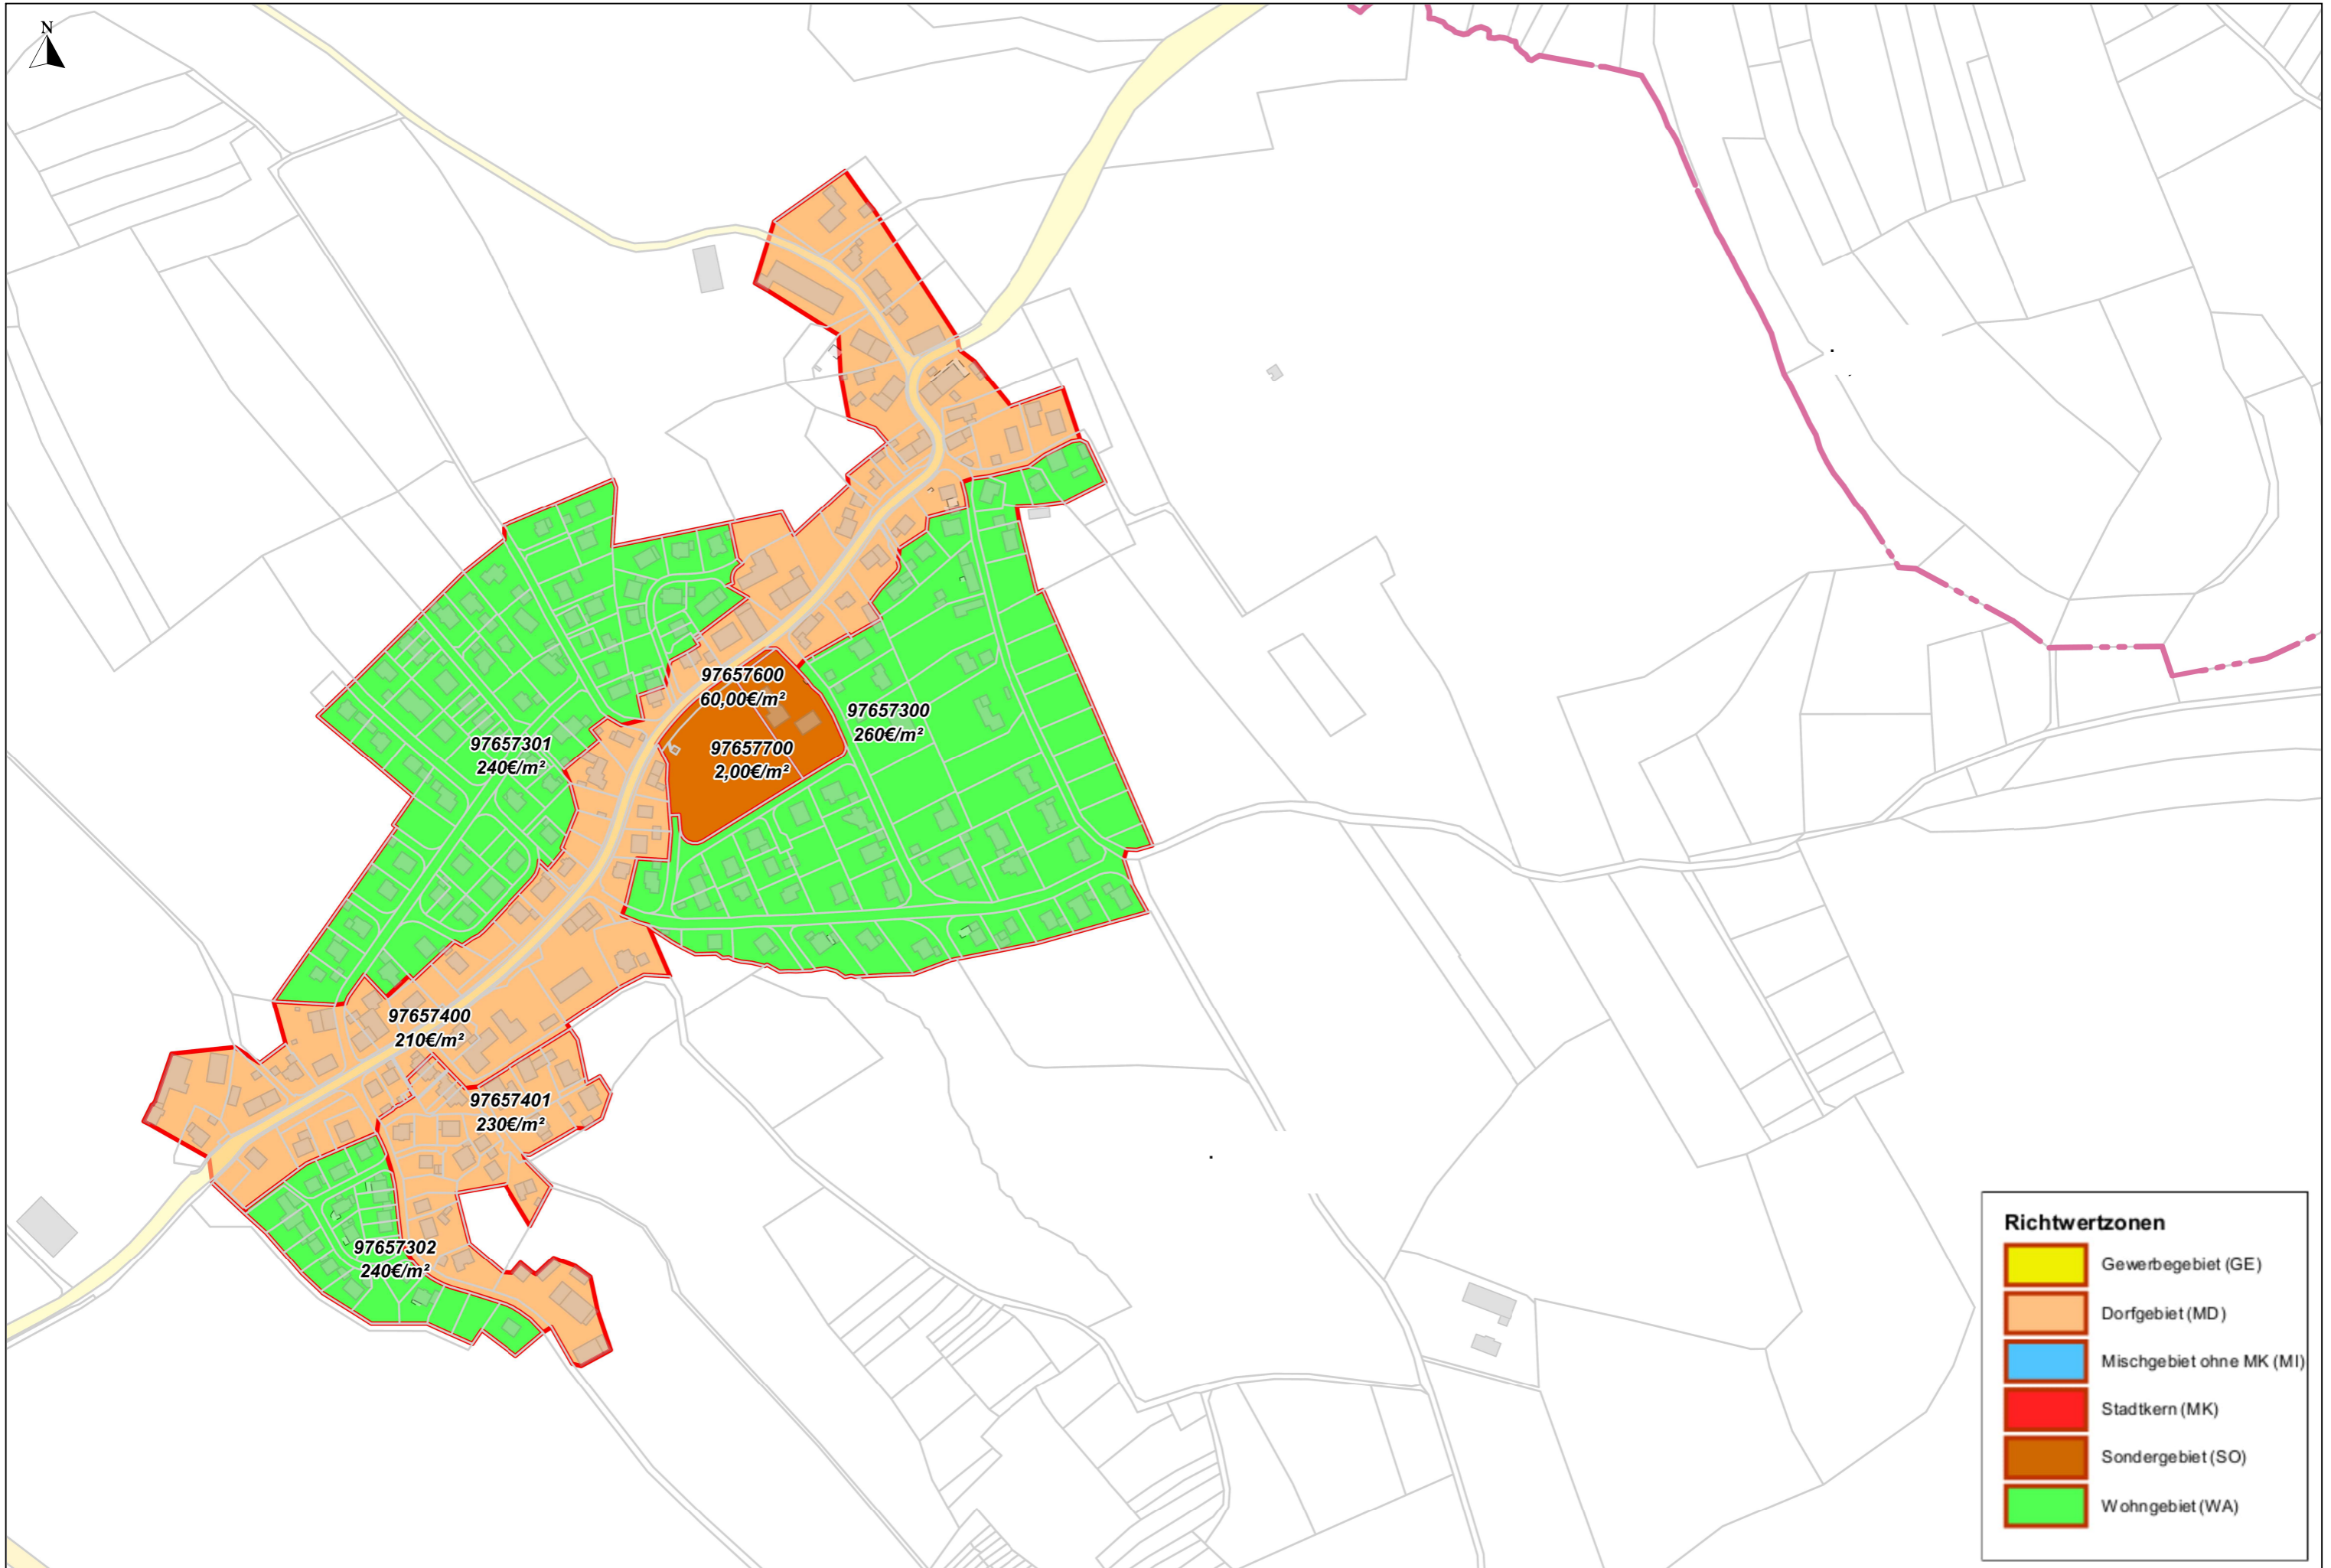 N
97657600
60,00€/m²
97657300
260€/m²
97657301
240€/m²
97657700
2,00€/m²
97657400
210€/m²
97657401
230€/m²
97657302
240€/m²
Richtwertzonen
Gewerbegebiet (GE)
Dorfgebiet (MD)
Mischgebiet ohne MK (MI)
Stadtkern (MK)
Sondergebiet (SO)
Wohngebiet (WA)